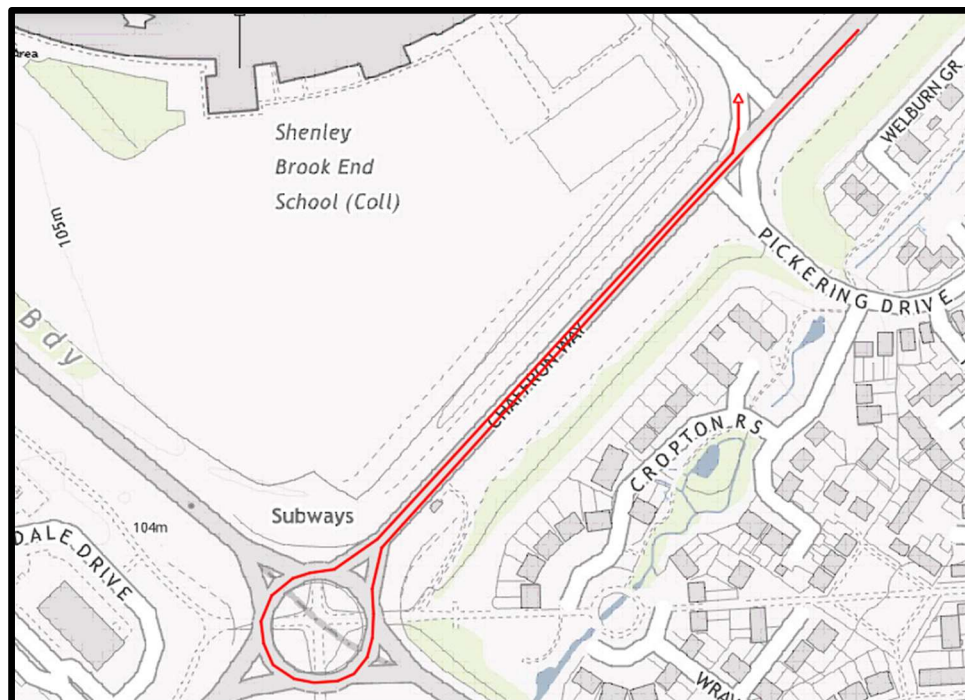 Area
Shenley
Brook End
School (Coll)
105m
WELBURN GR
PICKERING DRIVE
Bdy
CHAFFRON WAY
CROPTON RS
Subways
104m
DALE DRIVE
WRAY